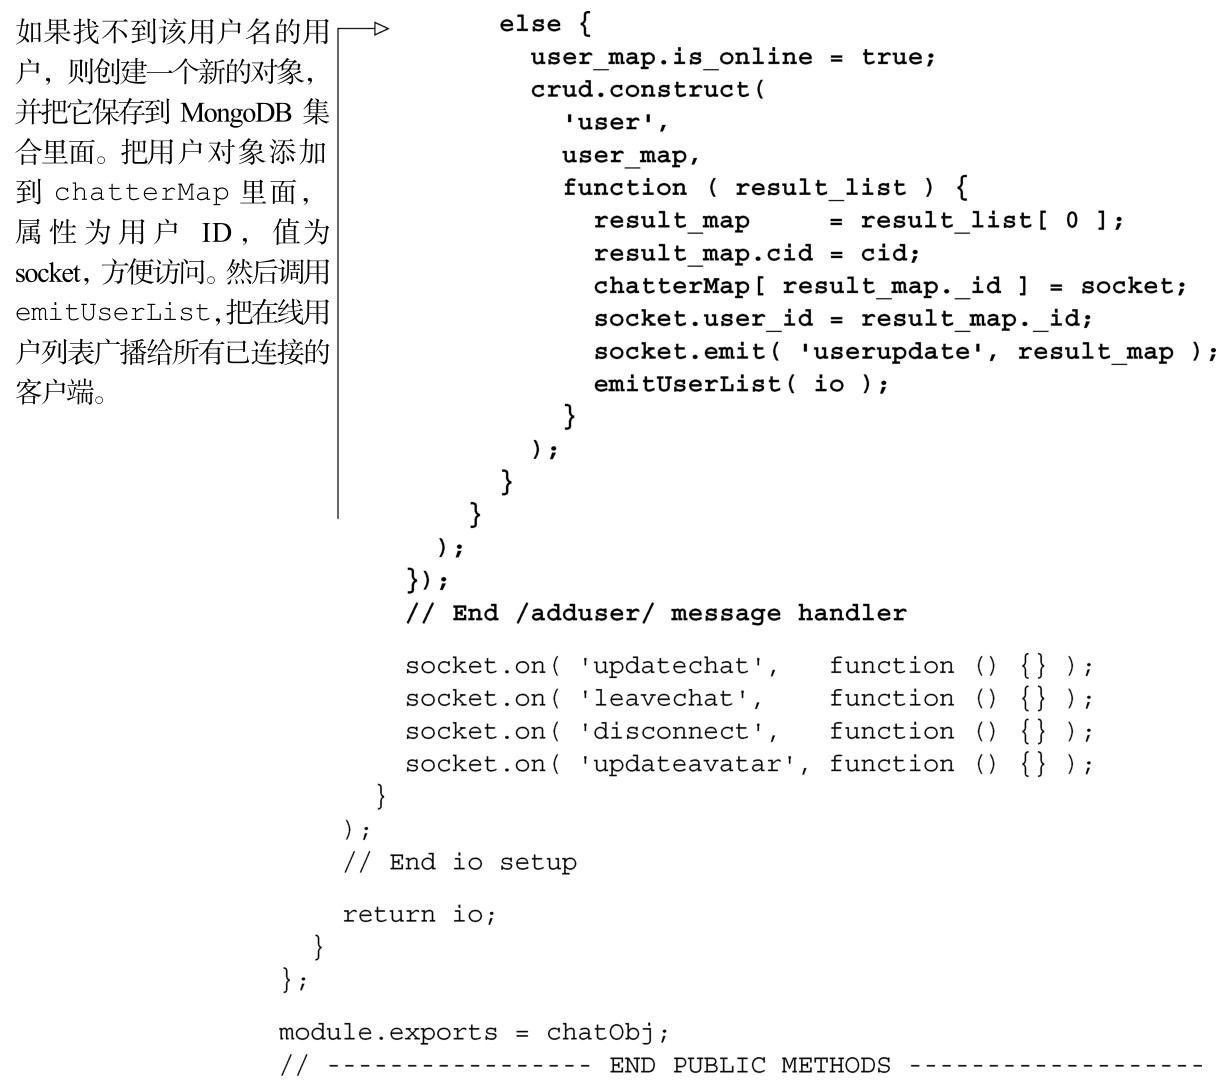 如果找不到该用户名的用
户，则创建一个新的对象，
并把它保存到 MongoDB 集
合里面。把用户对象添加
到 chatterMap 里面，
属性为用户 ID，值为
socket，方便访问。然后调用
emitUserList，把在线用
户列表广播给所有已连接的
客户端。
else {
  user_map.is_online = true;
  crud.construct(
    'user',
    user_map,
    function ( result_list ) {
      result_map     = result_list[ 0 ];
      result_map.cid = cid;
      chatterMap[ result_map._id ] = socket;
      socket.user_id = result_map._id;
      socket.emit( 'userupdate', result_map );
      emitUserList( io );
    }
  );
}
}
);
});
// End /adduser/ message handler
socket.on( 'updatechat',   function () {} );
socket.on( 'leavechat',    function () {} );
socket.on( 'disconnect',   function () {} );
socket.on( 'updateavatar', function () {} );
}
);
// End io setup
return io;
}
};
module.exports = chatObj;
// ----------------- END PUBLIC METHODS -------------------